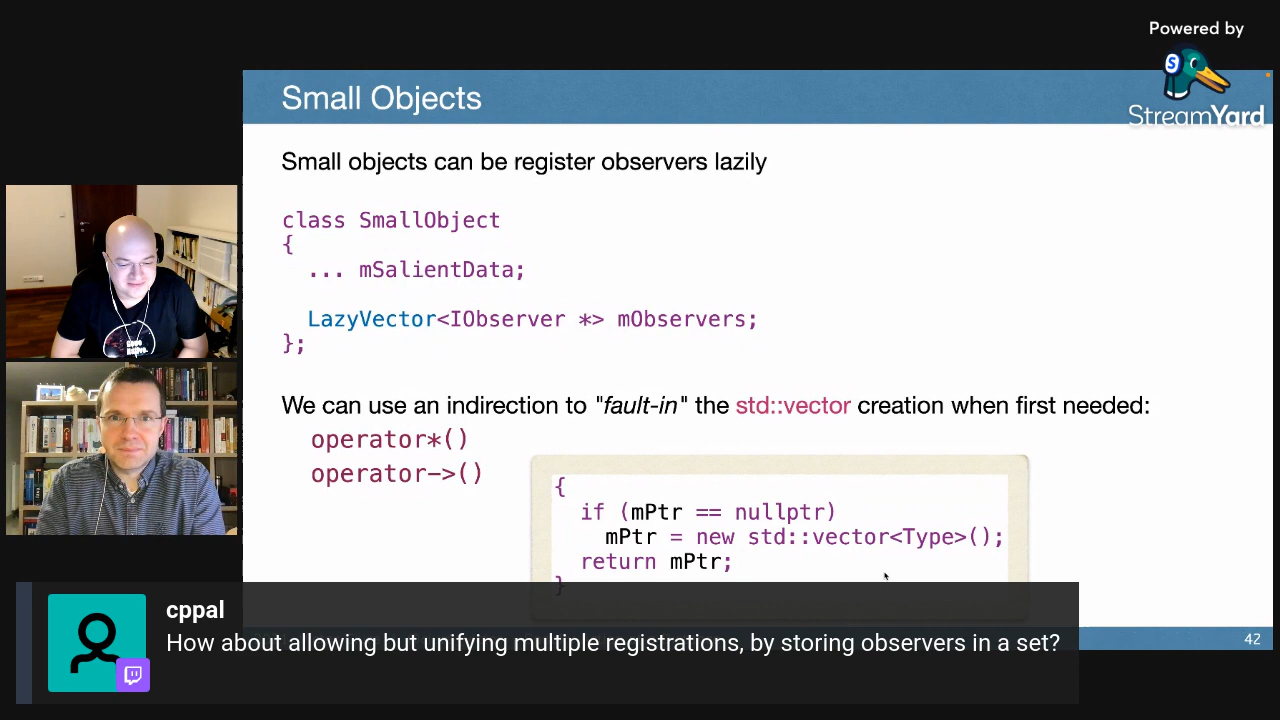 Powered by
StreamYard
Small Objects
Small objects can be register observers lazily
class SmallObject
{
... mSalientData;
LazyVector<IObserver *> mObservers;
};
We can use an indirection to "fault-in" the std::vector creation when first needed:
operator*()
operator->()
{
if (mPtr == nullptr)
mPtr = new std::vector<Type>();
return mPtr;
}
42
cppal
How about allowing but unifying multiple registrations, by storing observers in a set?